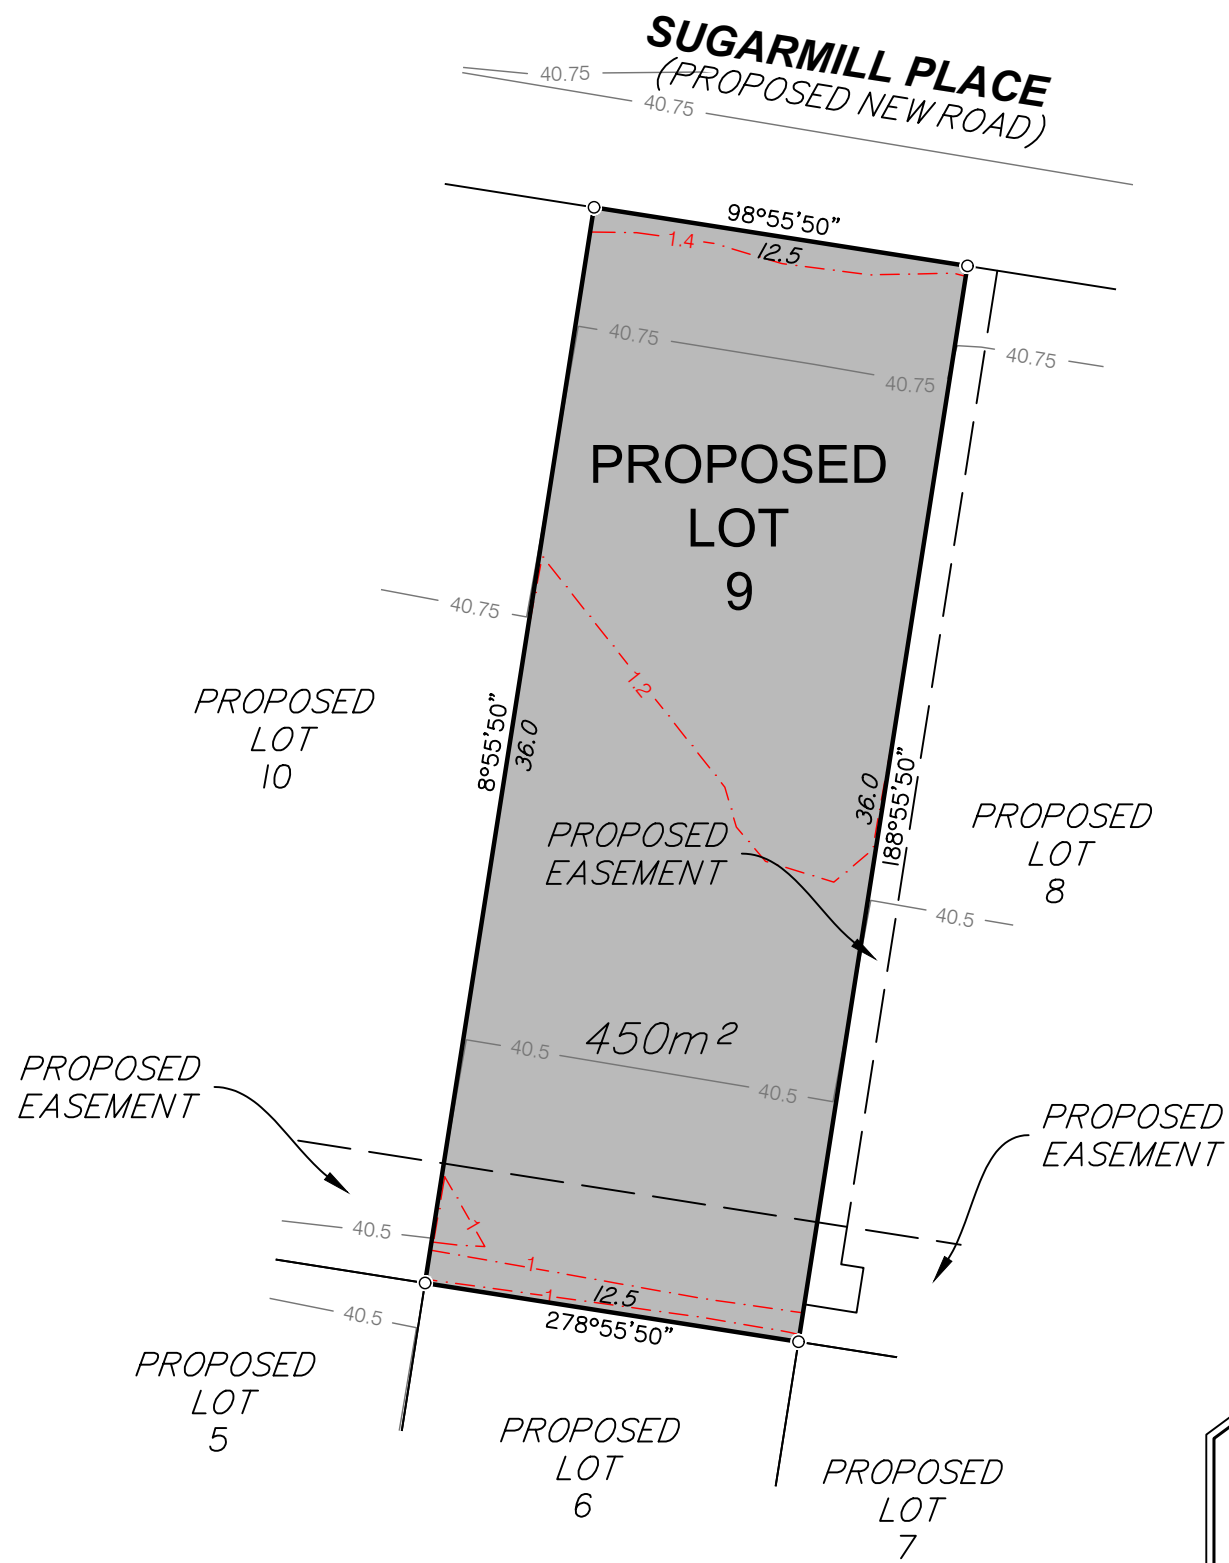 SUGARMILL PLACE
(PROPOSED NEW ROAD)
40.75
40.75
98°55'50"
1.4
12.5
40.75
40.75
40.75
PROPOSED
LOT
9
40.75
1.2
PROPOSED
LOT
10
8°55'50"
36.0
36.0
188°55'50"
PROPOSED
EASEMENT
PROPOSED
LOT
8
40.5
450m²
40.5
40.5
PROPOSED
EASEMENT
PROPOSED
EASEMENT
40.5
1
1
1
12.5
278°55'50"
40.5
PROPOSED
LOT
5
PROPOSED
LOT
6
PROPOSED
LOT
7